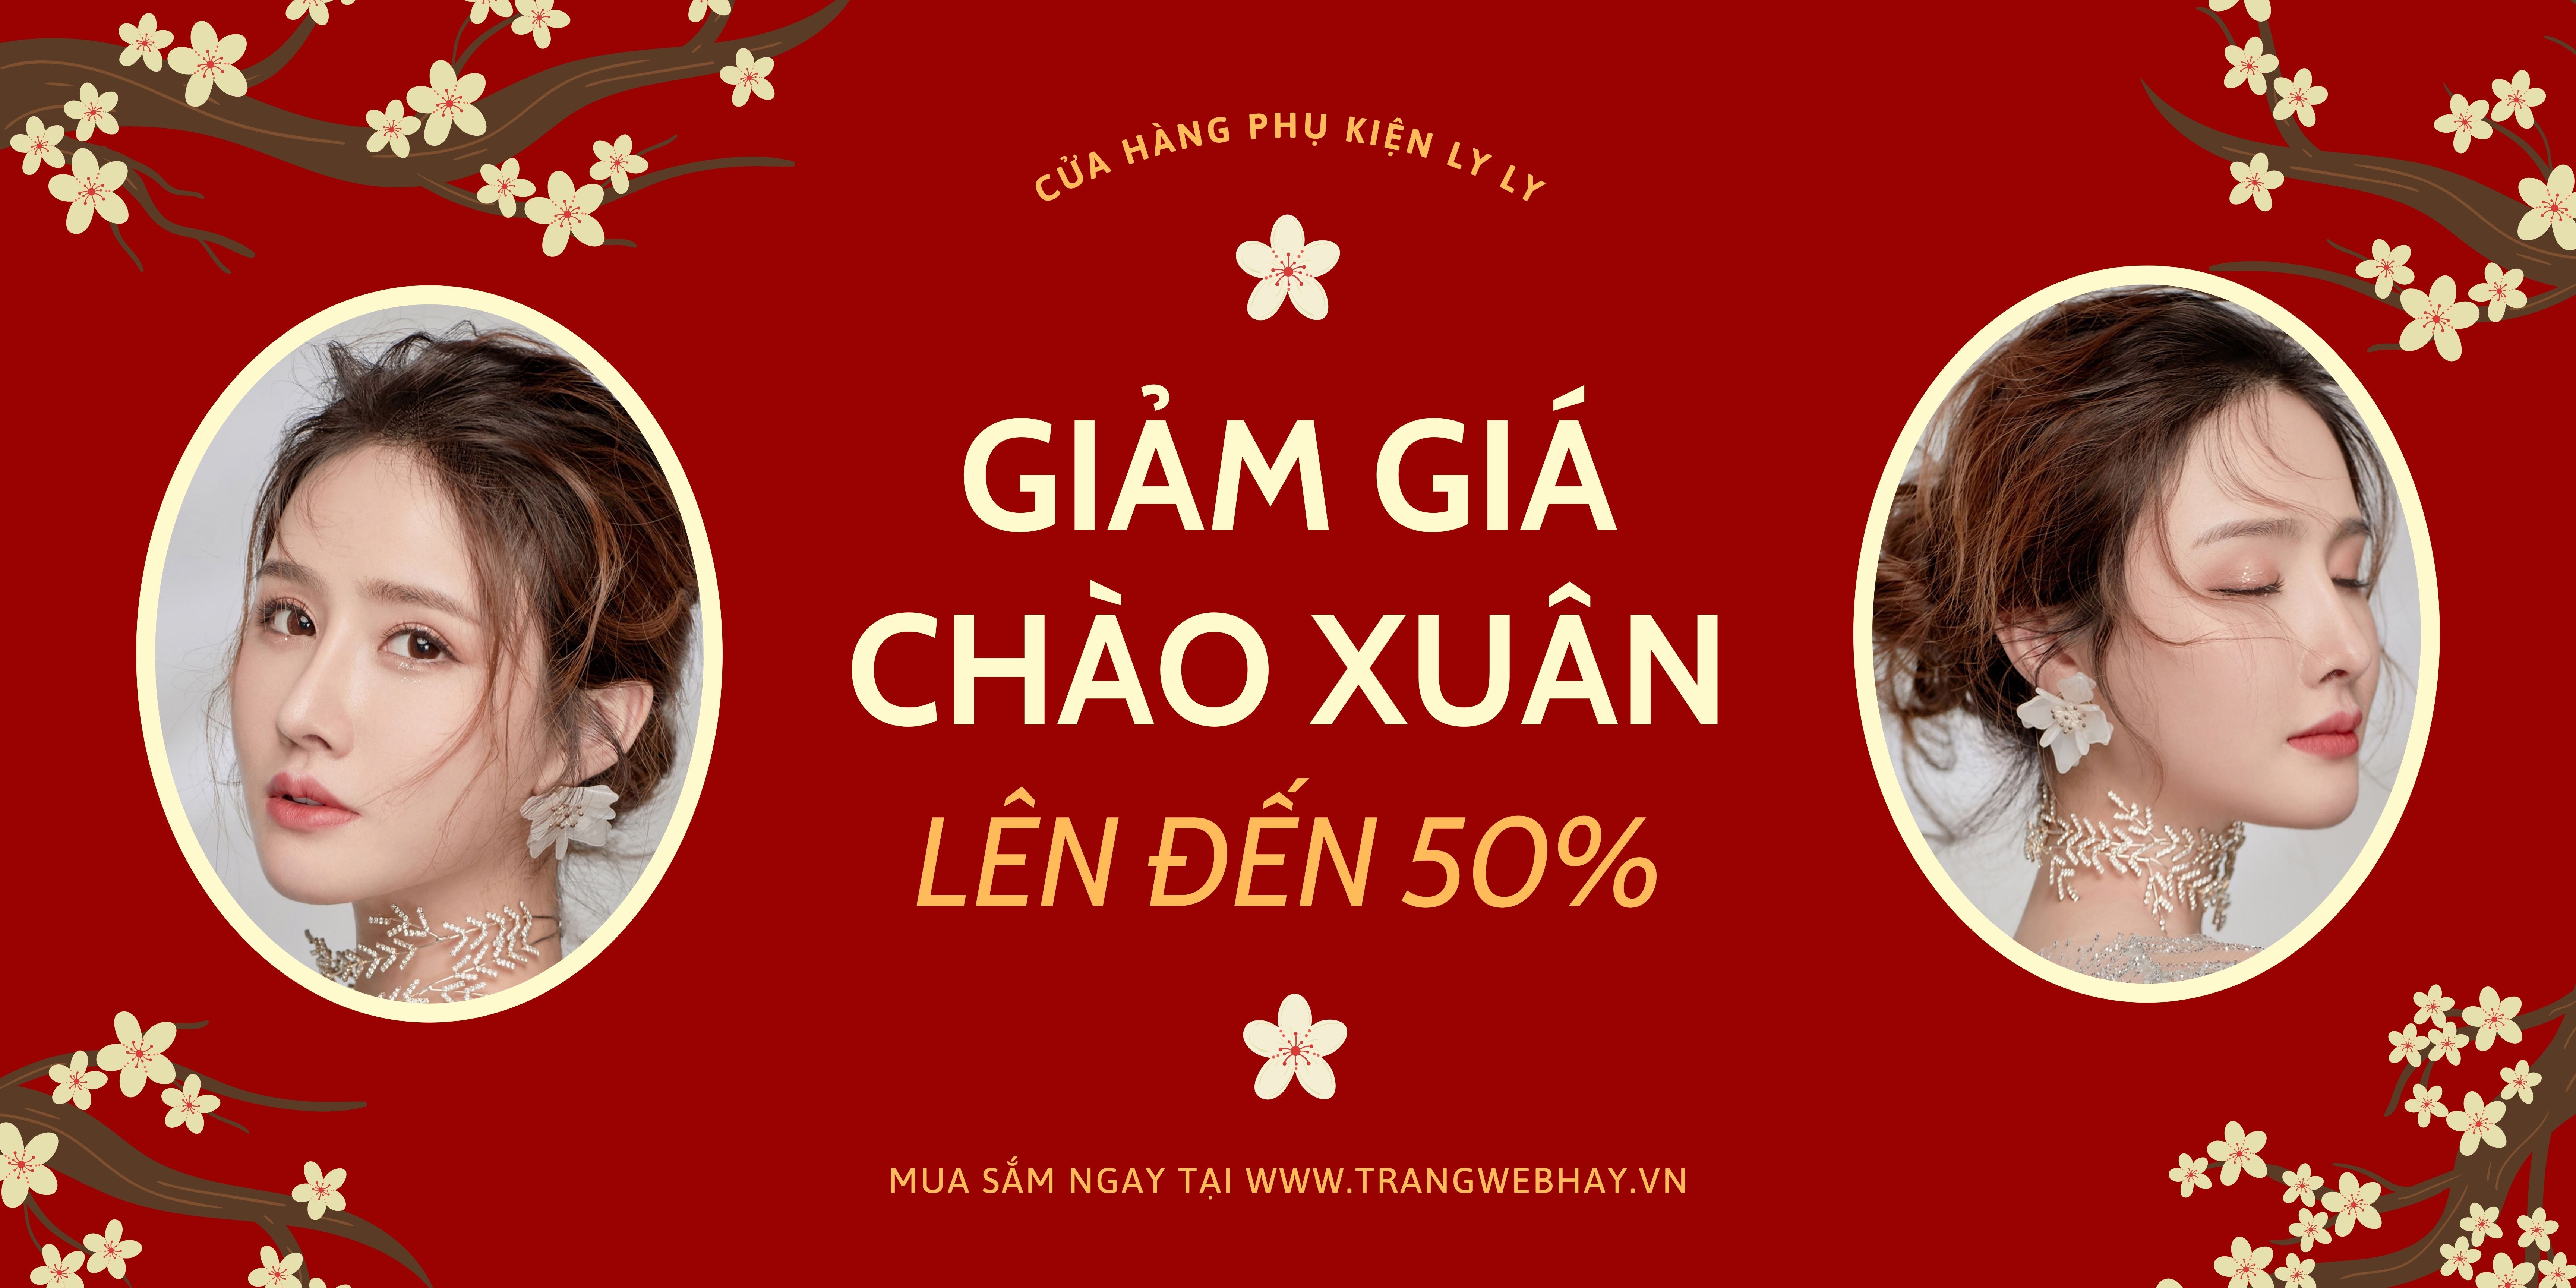 CỬA HÀNG PHỤ KIỆN LY LY
GIẢM GIÁ
CHÀO XUÂN
LÊN ĐẾN 50%
MUA SẮM NGAY TẠI WWW.TRANGWEBHAY.VN